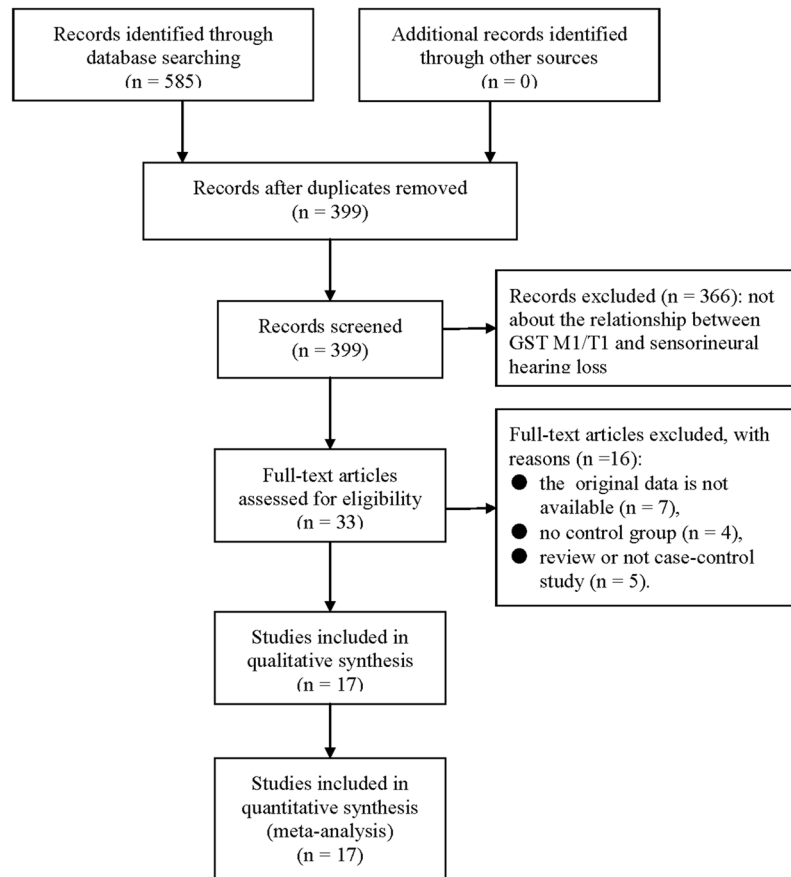 Records identified through
database searching
(n = 585)
Additional records identified
through other sources
(n = 0)
Records after duplicates removed
(n = 399)
Records screened
(n = 399)
Records excluded (n = 366): not
about the relationship between
GST M1/T1 and sensorineural
hearing loss
Full-text articles
assessed for eligibility
(n = 33)
Full-text articles excluded, with
reasons (n =16):
● the original data is not
available (n = 7),
● no control group (n = 4),
● review or not case-control
study (n = 5).
Studies included in
qualitative synthesis
(n = 17)
Studies included in
quantitative synthesis
(meta-analysis)
(n = 17)